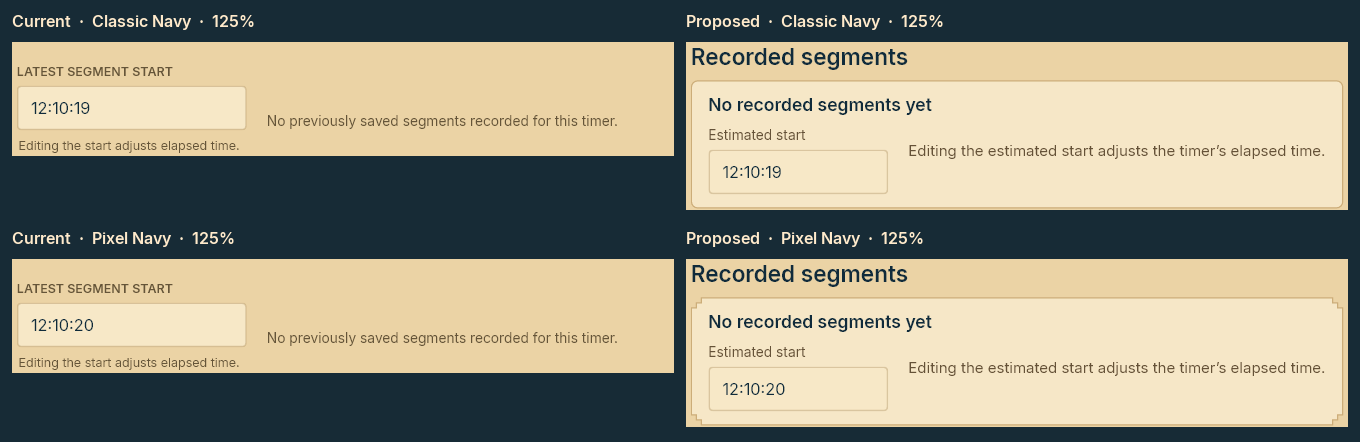 Current · Classic Navy · 125%
LATEST SEGMENT START
12:10:19
No previously saved segments recorded for this timer.
Editing the start adjusts elapsed time.
Proposed · Classic Navy · 125%
Recorded segments
No recorded segments yet
Estimated start
12:10:19
Editing the estimated start adjusts the timer’s elapsed time.
Current · Pixel Navy · 125%
LATEST SEGMENT START
12:10:20
No previously saved segments recorded for this timer.
Editing the start adjusts elapsed time.
Proposed · Pixel Navy · 125%
Recorded segments
No recorded segments yet
Estimated start
12:10:20
Editing the estimated start adjusts the timer’s elapsed time.